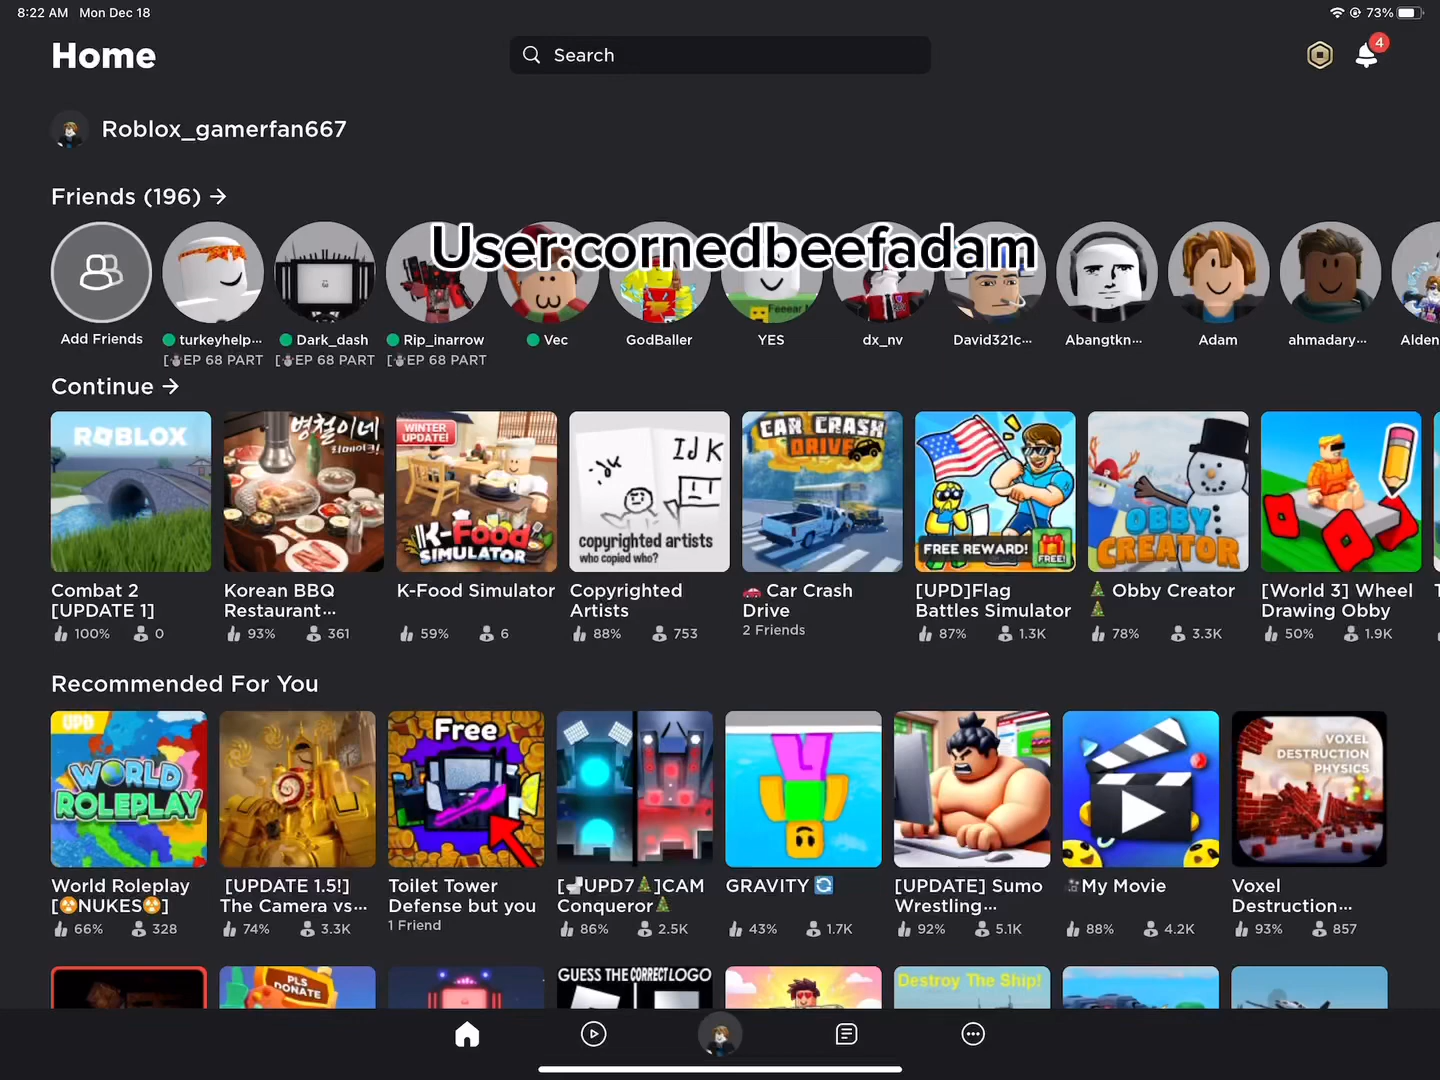 8:22 AM Mon Dec 18
73%
Home
Search
4
Roblox_gamerfan667
Friends (196) →
User:cornedbeefadam
Add Friends
turkeyhelp...
Dark_dash
Rip_inarrow
Vec
GodBaller
YES
dx_nv
David321c...
Abangtkn...
Adam
ahmadary...
Alden
[⛄EP 68 PART
[⛄EP 68 PART
[⛄EP 68 PART
Continue →
ROBLOX
병철이네
리메이크!
WINTER UPDATE!
K-Food
SIMULATOR
IJK
copyrighted artists
who copied who?
CAR CRASH
DRIVE
FREE REWARD!
FREE!
OBBY
CREATOR
Combat 2
[UPDATE 1]
100% 0
Korean BBQ
Restaurant...
93% 361
K-Food Simulator
59% 6
Copyrighted
Artists
88% 753
🚗 Car Crash
Drive
2 Friends
[UPD]Flag
Battles Simulator
87% 1.3K
🎄 Obby Creator
🎄
78% 3.3K
[World 3] Wheel
Drawing Obby
50% 1.9K
Recommended For You
UPD
WORLD
ROLEPLAY
Free
VOXEL
DESTRUCTION
PHYSICS
World Roleplay
[☢NUKES☢]
66% 328
[UPDATE 1.5!]
The Camera vs...
74% 3.3K
Toilet Tower
Defense but you
1 Friend
[🚽UPD7🎄]CAM
Conqueror🎄
86% 2.5K
GRAVITY 🔄
43% 1.7K
[UPDATE] Sumo
Wrestling...
92% 5.1K
🎥My Movie
88% 4.2K
Voxel
Destruction...
93% 857
PLS
DONATE
GUESS THE CORRECT LOGO
Destroy The Ship!